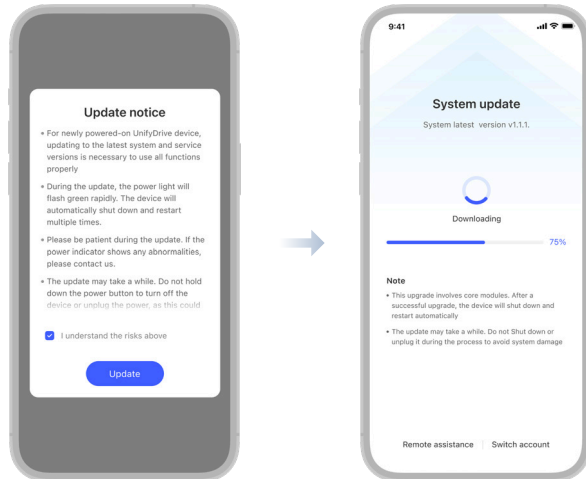 Update notice
• For newly powered-on UnifyDrive device,
updating to the latest system and service
versions is necessary to use all functions
properly
• During the update, the power light will
flash green rapidly. The device will
automatically shut down and restart
multiple times.
• Please be patient during the update. If the
power indicator shows any abnormalities,
please contact us.
• The update may take a while. Do not hold
down the power button to turn off the
device or unplug the power, as this could
I understand the risks above
Update
9:41
System update
System latest version v1.1.1.
Downloading
75%
Note
• This upgrade involves core modules. After a
successful upgrade, the device will shut down and
restart automatically
• The update may take a while. Do not Shut down or
unplug it during the process to avoid system damage
Remote assistance | Switch account